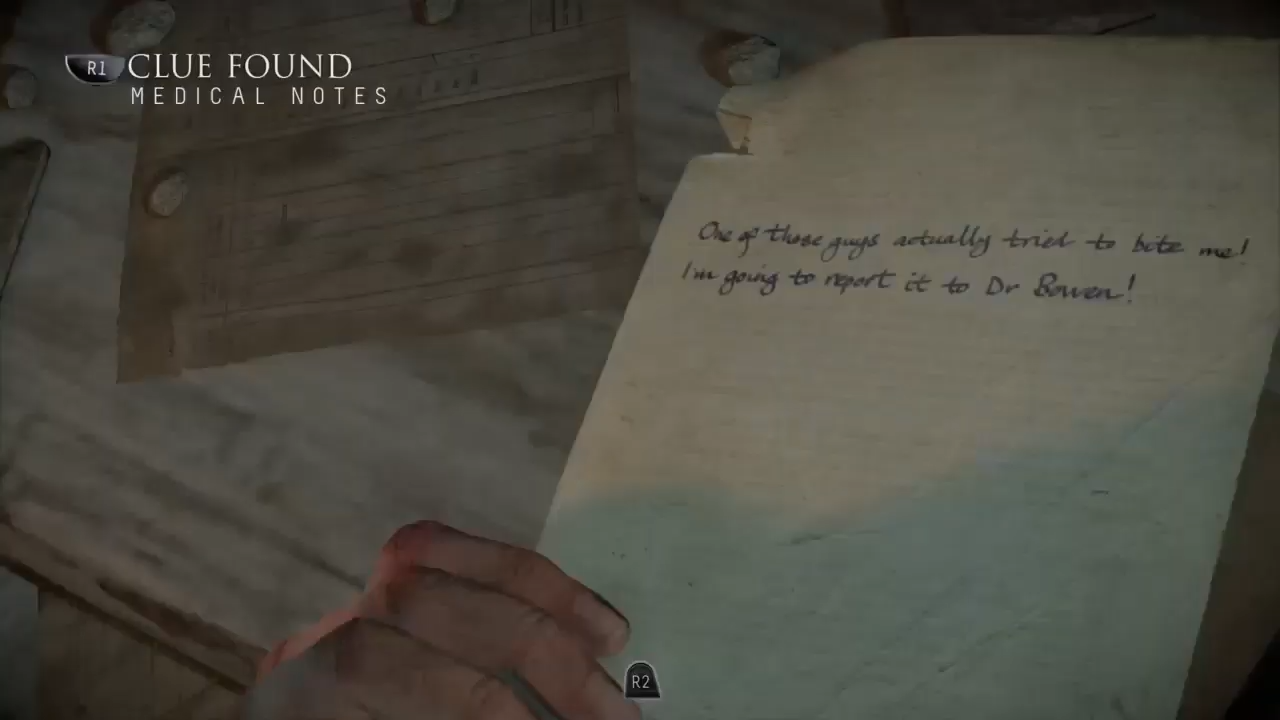 R1 CLUE FOUND
MEDICAL NOTES
One of those guys actually tried to bite me!
I'm going to report it to Dr Bowen!
R2